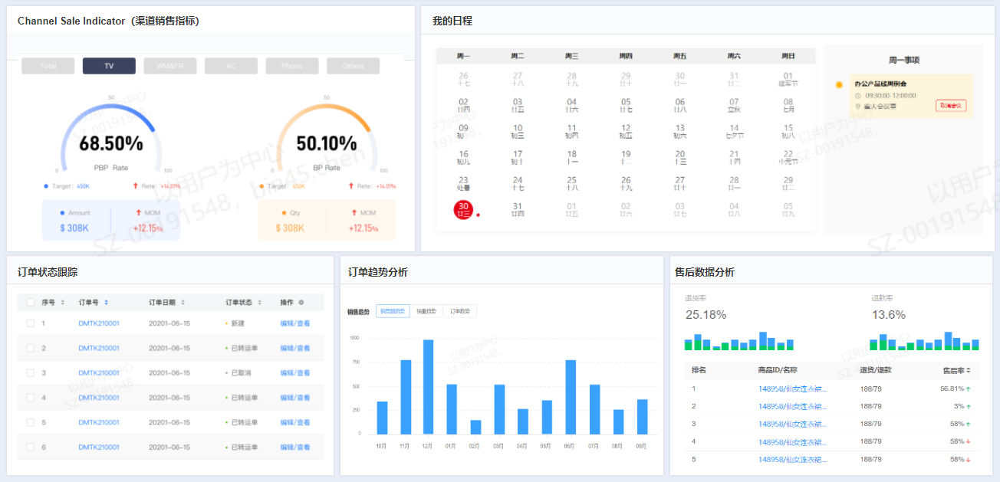 Channel Sale Indicator（渠道销售指标）
Total TV WM&FR AC Phone Others
50
68.50%
PBP Rate
0 100
Target： 450K Rete： +14.01%
Amount MOM
$ 308K +12.15%
50
50.10%
BP Rate
0 100
Target： 450K Rete： +14.01%
Qty MOM
$ 308K +12.15%
我的日程
周一 周二 周三 周四 周五 周六 周日
26 27 28 29 30 31 01
十七 十八 十九 二十 廿一 廿二 建军节
02 03 04 05 06 07 08
廿四 廿五 廿六 廿七 廿八 立秋 七月
09 10 11 12 13 14 15
初二 初三 初四 初五 初六 七夕节 初八
16 17 18 19 20 21 22
初九 初十 十一 十二 十三 十四 中元节
23 24 25 26 27 28 29
处暑 十七 十八 十九 二十 廿一 廿二
30 31 01 02 03 04 05
廿三 廿四 廿五 廿六 廿七 廿八 廿九
周一事项
办公产品线周例会
09:30:00-12:00:00
取消会议
订单状态跟踪
序号 订单号 订单日期 订单状态 操作
1 DMTK210001 20201-06-15 新建 编辑/查看
2 DMTK210001 20201-06-15 已转运单 编辑/查看
3 DMTK210001 20201-06-15 已取消 编辑/查看
4 DMTK210001 20201-06-15 已转运单 编辑/查看
5 DMTK210001 20201-06-15 已转运单 编辑/查看
6 DMTK210001 20201-06-15 已转运单 编辑/查看
订单趋势分析
销售趋势 销售额趋势 销量趋势 订单趋势
1000
750
500
250
0
10月 11月 12月 01月 02月 03月 04月 05月 06月 07月 08月 09月
售后数据分析
退货率 退款率
25.18% 13.6%
排名 商品ID/名称 退货/退款 售后率
1 148958/仙女连衣裙... 188/79 56.81%
2 148958/仙女连衣裙... 188/79 3%
3 148958/仙女连衣裙... 188/79 58%
4 148958/仙女连衣裙... 188/79 58%
5 148958/仙女连衣裙... 188/79 58%
以用户为中心
SZ-00191548，bin45.chen